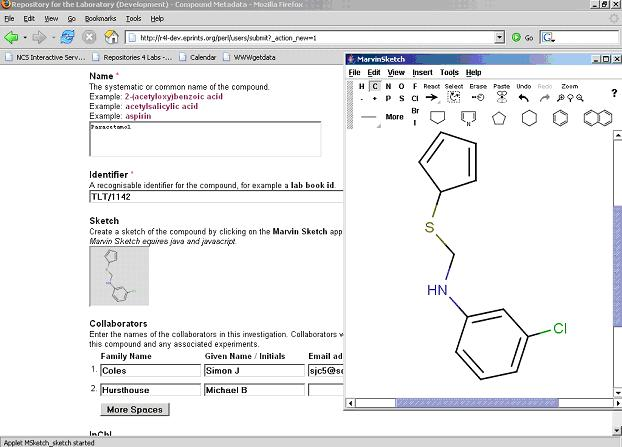 Repository for the Laboratory (Development) - Compound Metadata - Mozilla Firefox
File Edit View Go Bookmarks Tools Help
http://r4l-dev.eprints.org/perl/users/submit?_action_new=1
Go
G
NCS Interactive Serv... Repositories 4 Labs -... Calendar WWWgetdata
MarvinSketch
File Edit View Insert Tools Help
H C N O F React Select Erase Paste Undo Redo Zoom
- + P S Cl
?
More Br
I
Name *
The systematic or common name of the compound.
Example: 2-(acetyloxy)benzoic acid
Example: acetylsalicylic acid
Example: aspirin
Paracetamol
Identifier *
A recognisable identifier for the compound, for example a lab book id.
TLT/1142
Sketch
Create a sketch of the compound by clicking on the Marvin Sketch app
Marvin Sketch equires java and javascript.
S
HN
Cl
Collaborators
Enter the names of the collaborators in this investigation. Collaborators w
this compound and any associated experiments.
Family Name Given Name / Initials Email ad
1. Coles Simon J sjc5@so
2. Hursthouse Michael B
More Spaces
InChI
Applet MSketch_sketch started